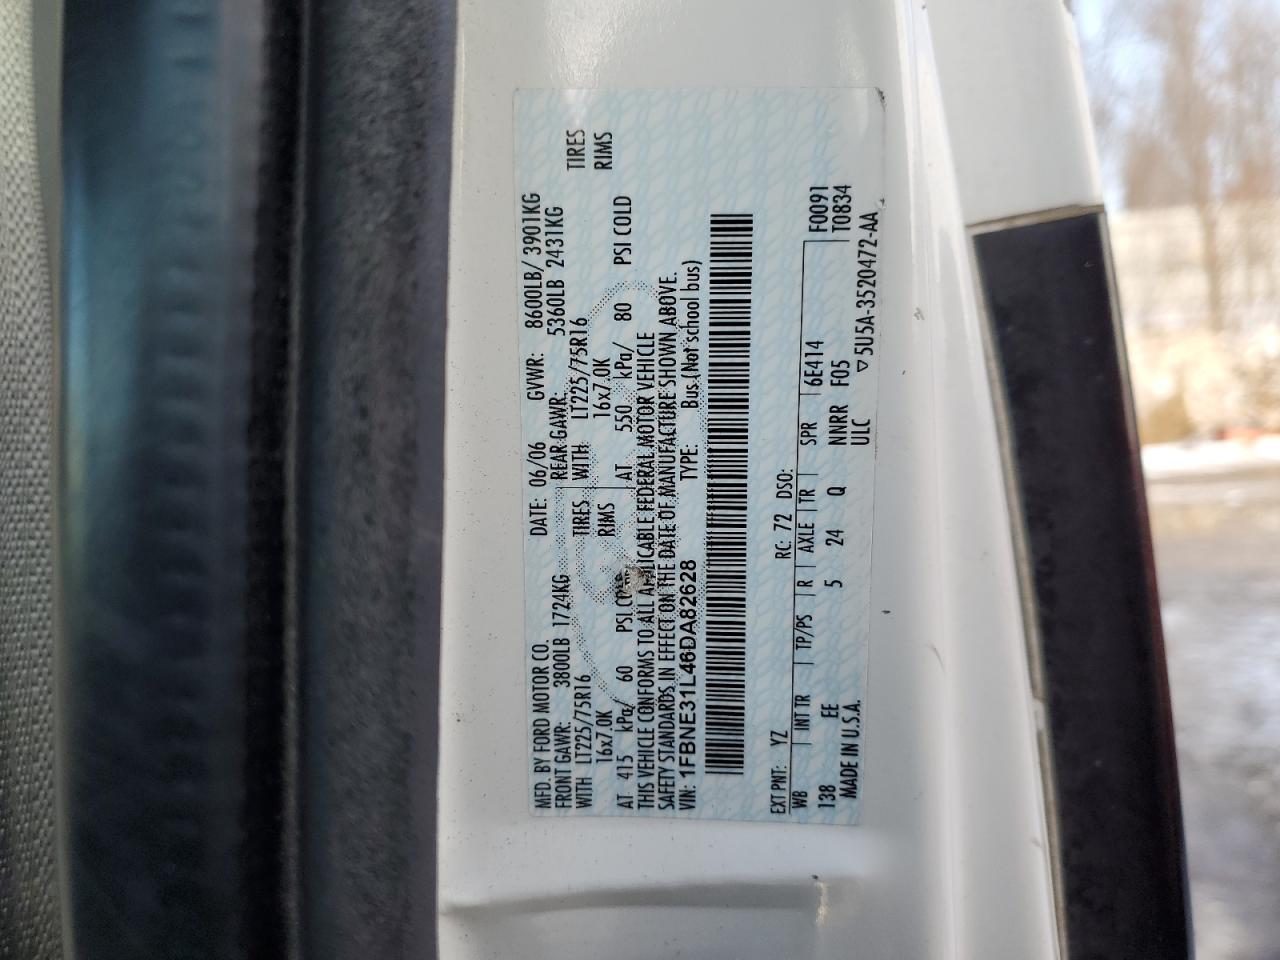 MFD. BY FORD MOTOR CO. DATE: 06/06 GVWR: 8600LB/ 3901KG
FRONT GAWR: 3800LB 1724KG REAR GAWR: 5360LB 2431KG
WITH LT225/75R16 TIRES WITH LT225/75R16 TIRES
16x7.0K RIMS 16x7.0K RIMS
AT 415 kPa/ 60 PSI COLD AT 550 kPa/ 80 PSI COLD
THIS VEHICLE CONFORMS TO ALL APPLICABLE FEDERAL MOTOR VEHICLE
SAFETY STANDARDS IN EFFECT ON THE DATE OF MANUFACTURE SHOWN ABOVE.
VIN: 1FBNE31L46DA82628 TYPE: Bus (Not school bus)
EXT PNT: YZ RC: 72 DSO:
WB INT TR TP/PS R AXLE TR SPR 6E414 F0091
138 EE 5 24 Q NNRR F05 T0834
MADE IN U.S.A. ULC ▽5U5A-3520472-AA